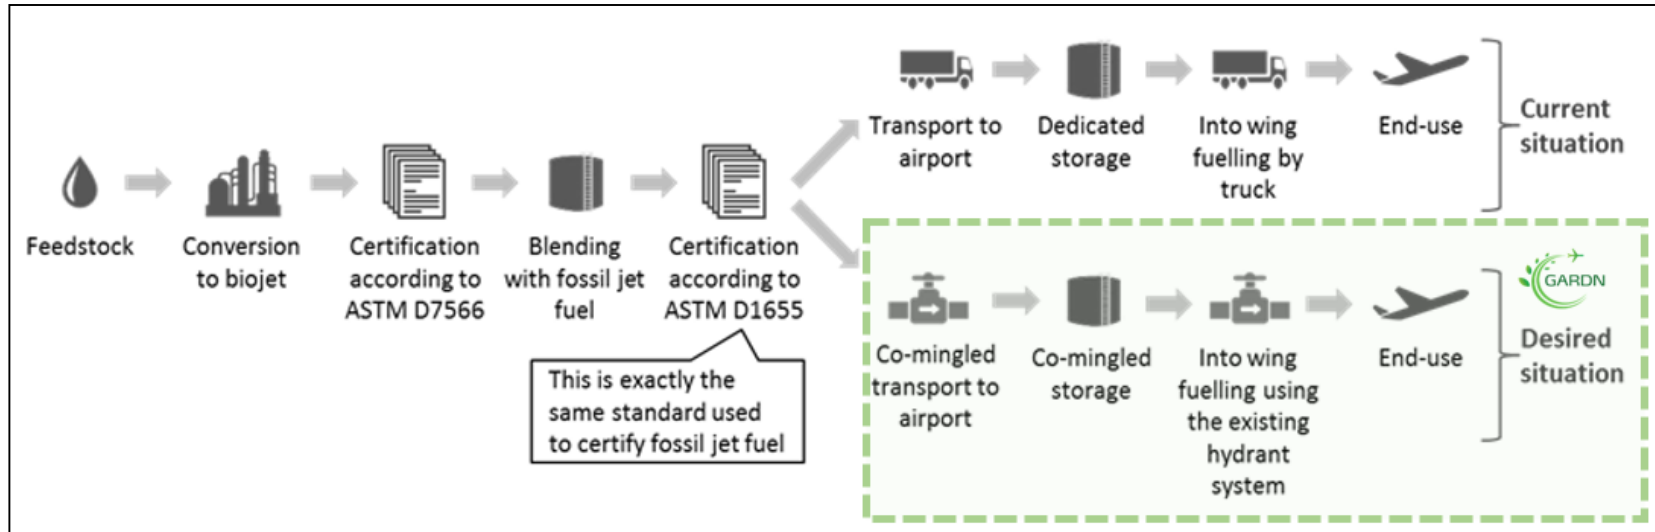 Feedstock
Conversion
to biojet
Certification
according to
ASTM D7566
Blending
with fossil jet
fuel
Certification
according to
ASTM D1655
This is exactly the
same standard used
to certify fossil jet fuel
Transport to
airport
Dedicated
storage
Into wing
fuelling by
truck
End-use
Current
situation
Co-mingled
transport to
airport
Co-mingled
storage
Into wing
fuelling using
the existing
hydrant
system
End-use
GARDN
Desired
situation